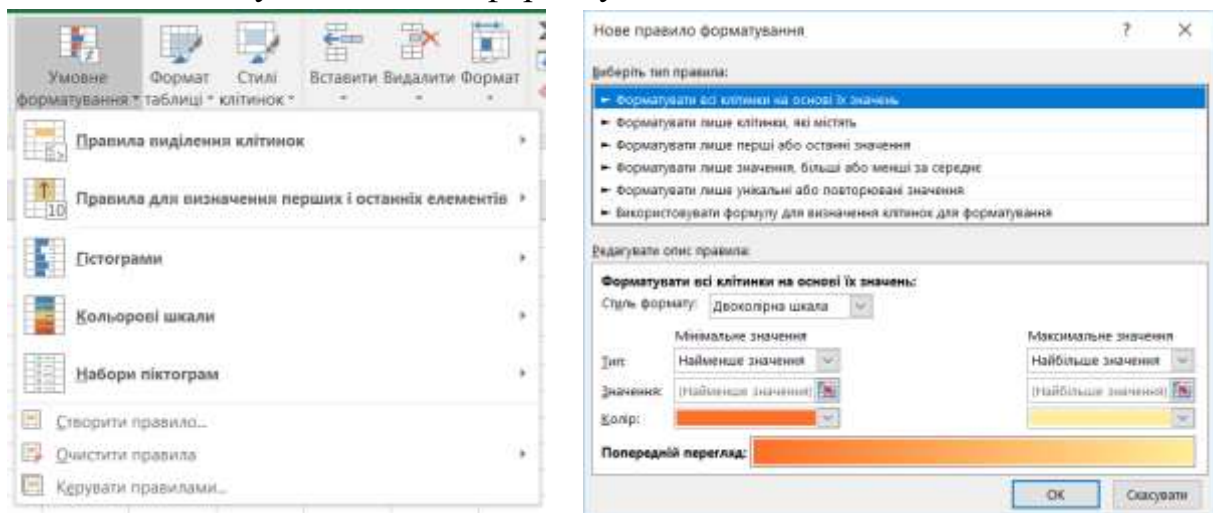 Умовне форматування
Формат таблиці
Стилі клітинок
Вставити Видалити Формат
Правила виділення клітинок
Правила для визначення перших і останніх елементів
Гістограми
Кольорові шкали
Набори піктограм
Створити правило...
Очистити правила
Керувати правилами...
Нове правило форматування
? ×
Виберіть тип правила:
► Форматувати всі клітинки на основі їх значень
► Форматувати лише клітинки, які містять
► Форматувати лише перші або останні значення
► Форматувати лише значення, більші або менші за середнє
► Форматувати лише унікальні або повторювані значення
► Використовувати формулу для визначення клітинок для форматування
Редагувати опис правила:
Форматувати всі клітинки на основі їх значень:
Стиль формату: Двоколірна шкала
Мінімальне значення Максимальне значення
Тип: Найменше значення Найбільше значення
Значення: (Найменше значення) (Найбільше значення)
Колір:
Попередній перегляд:
ОК Скасувати